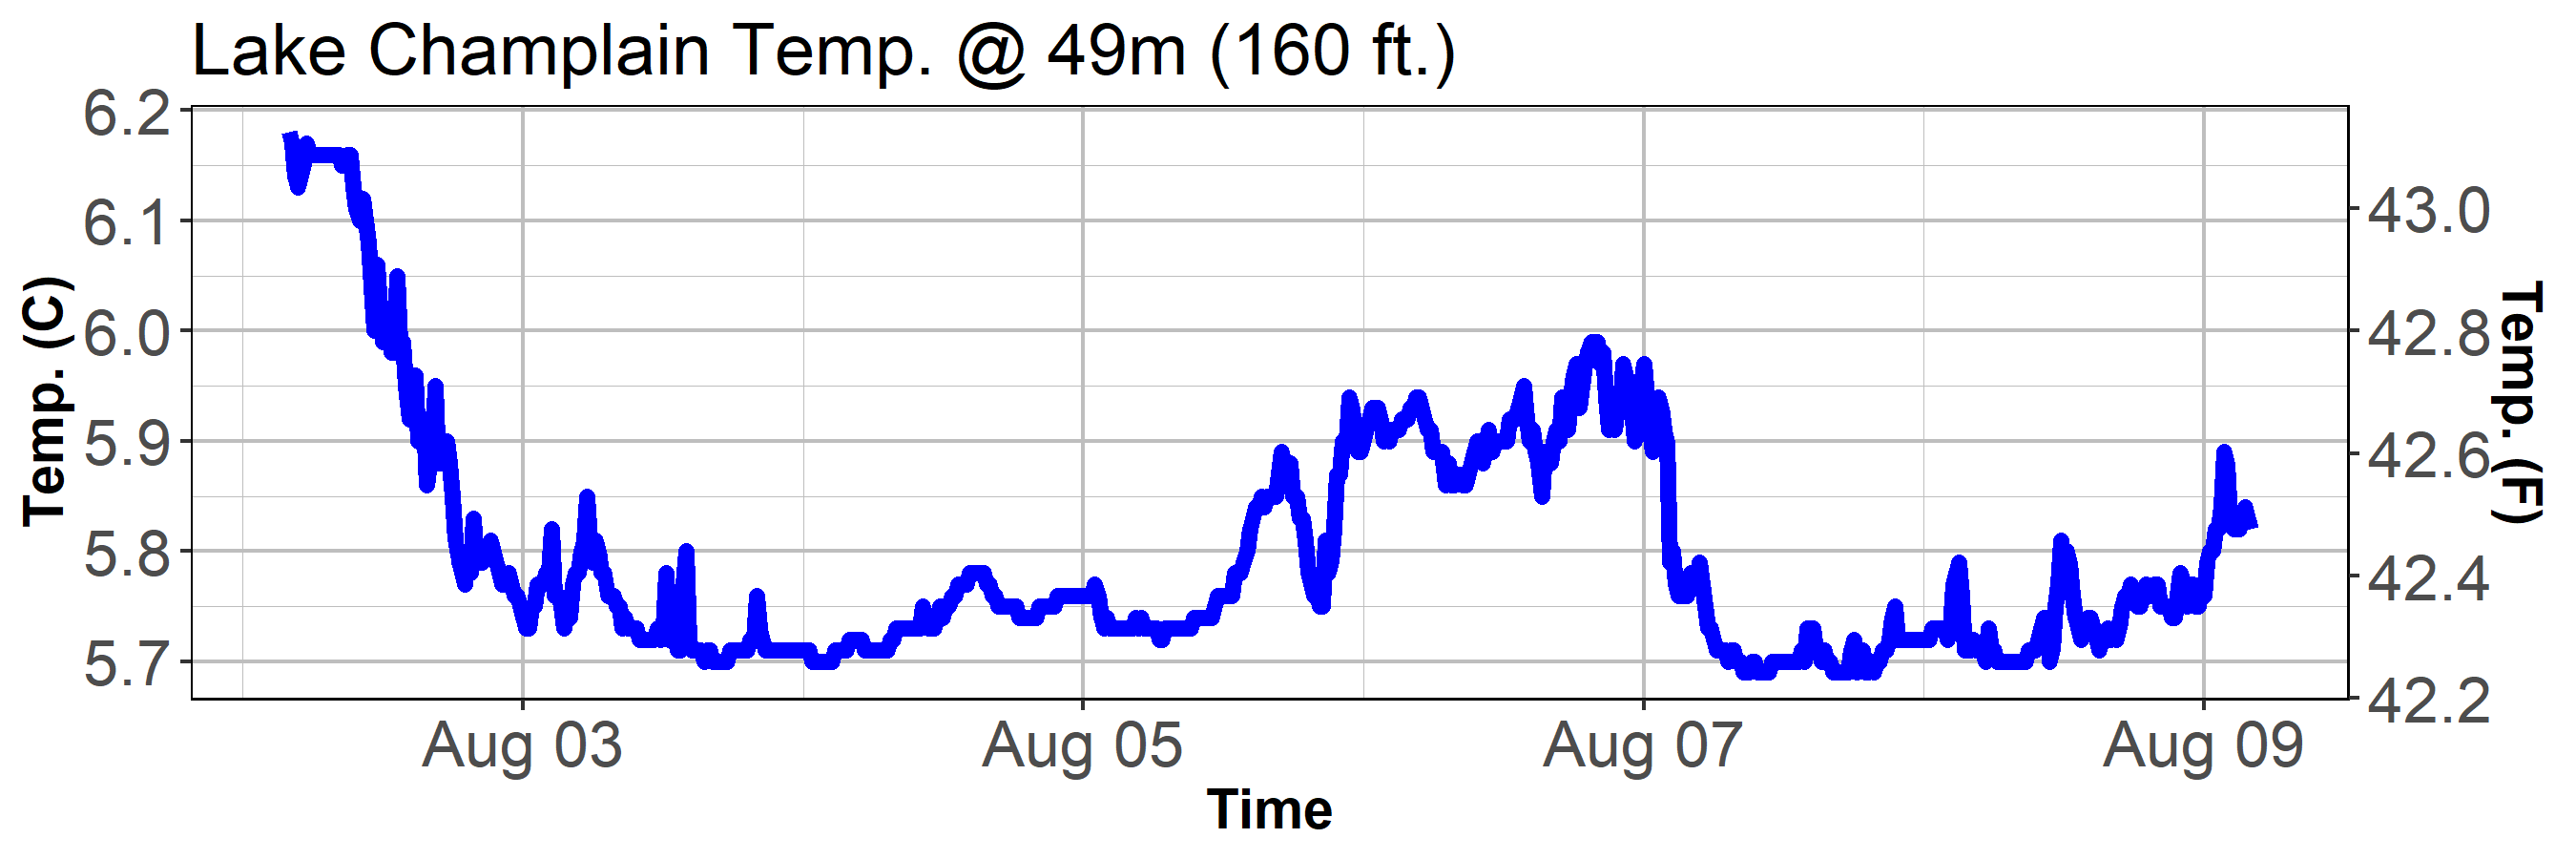 Lake Champlain Temp. @ 49m (160 ft.)
6.2
6.1
6.0
5.9
5.8
5.7
Temp. (C)
43.0
42.8
42.6
42.4
42.2
Temp. (F)
Aug 03
Aug 05
Aug 07
Aug 09
Time